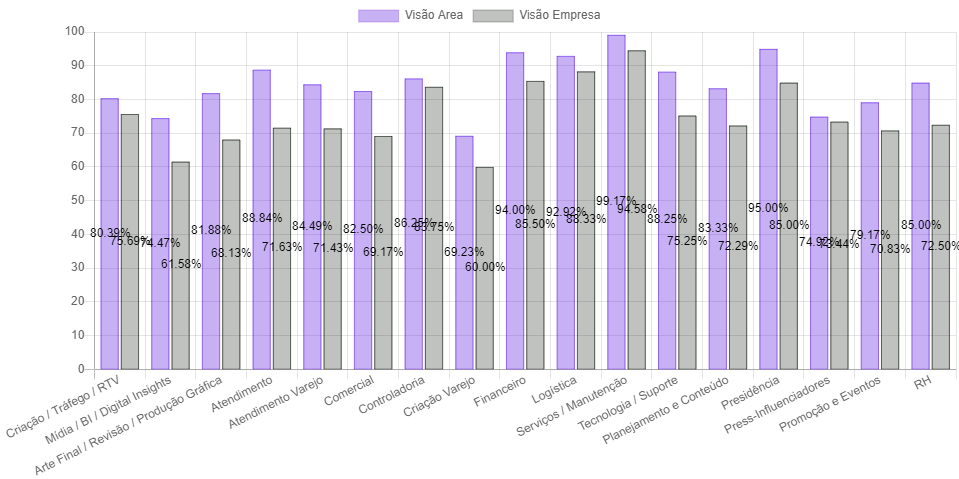 Visão Area Visão Empresa
100
90
80
70
60
50
40
30
20
10
0
80.39% 75.69%
74.47% 61.58%
81.88% 68.13%
88.84% 71.63%
84.49% 71.43%
82.50% 69.17%
86.25% 83.75%
69.23% 60.00%
94.00% 85.50%
92.92% 88.33%
99.17% 94.58%
88.25% 75.25%
83.33% 72.29%
95.00% 85.00%
74.92% 73.44%
79.17% 70.83%
85.00% 72.50%
Criação / Tráfego / RTV
Mídia / BI / Digital Insights
Arte Final / Revisão / Produção Gráfica
Atendimento
Atendimento Varejo
Comercial
Controladoria
Criação Varejo
Financeiro
Logística
Serviços / Manutenção
Tecnologia / Suporte
Planejamento e Conteúdo
Presidência
Press-Influenciadores
Promoção e Eventos
RH